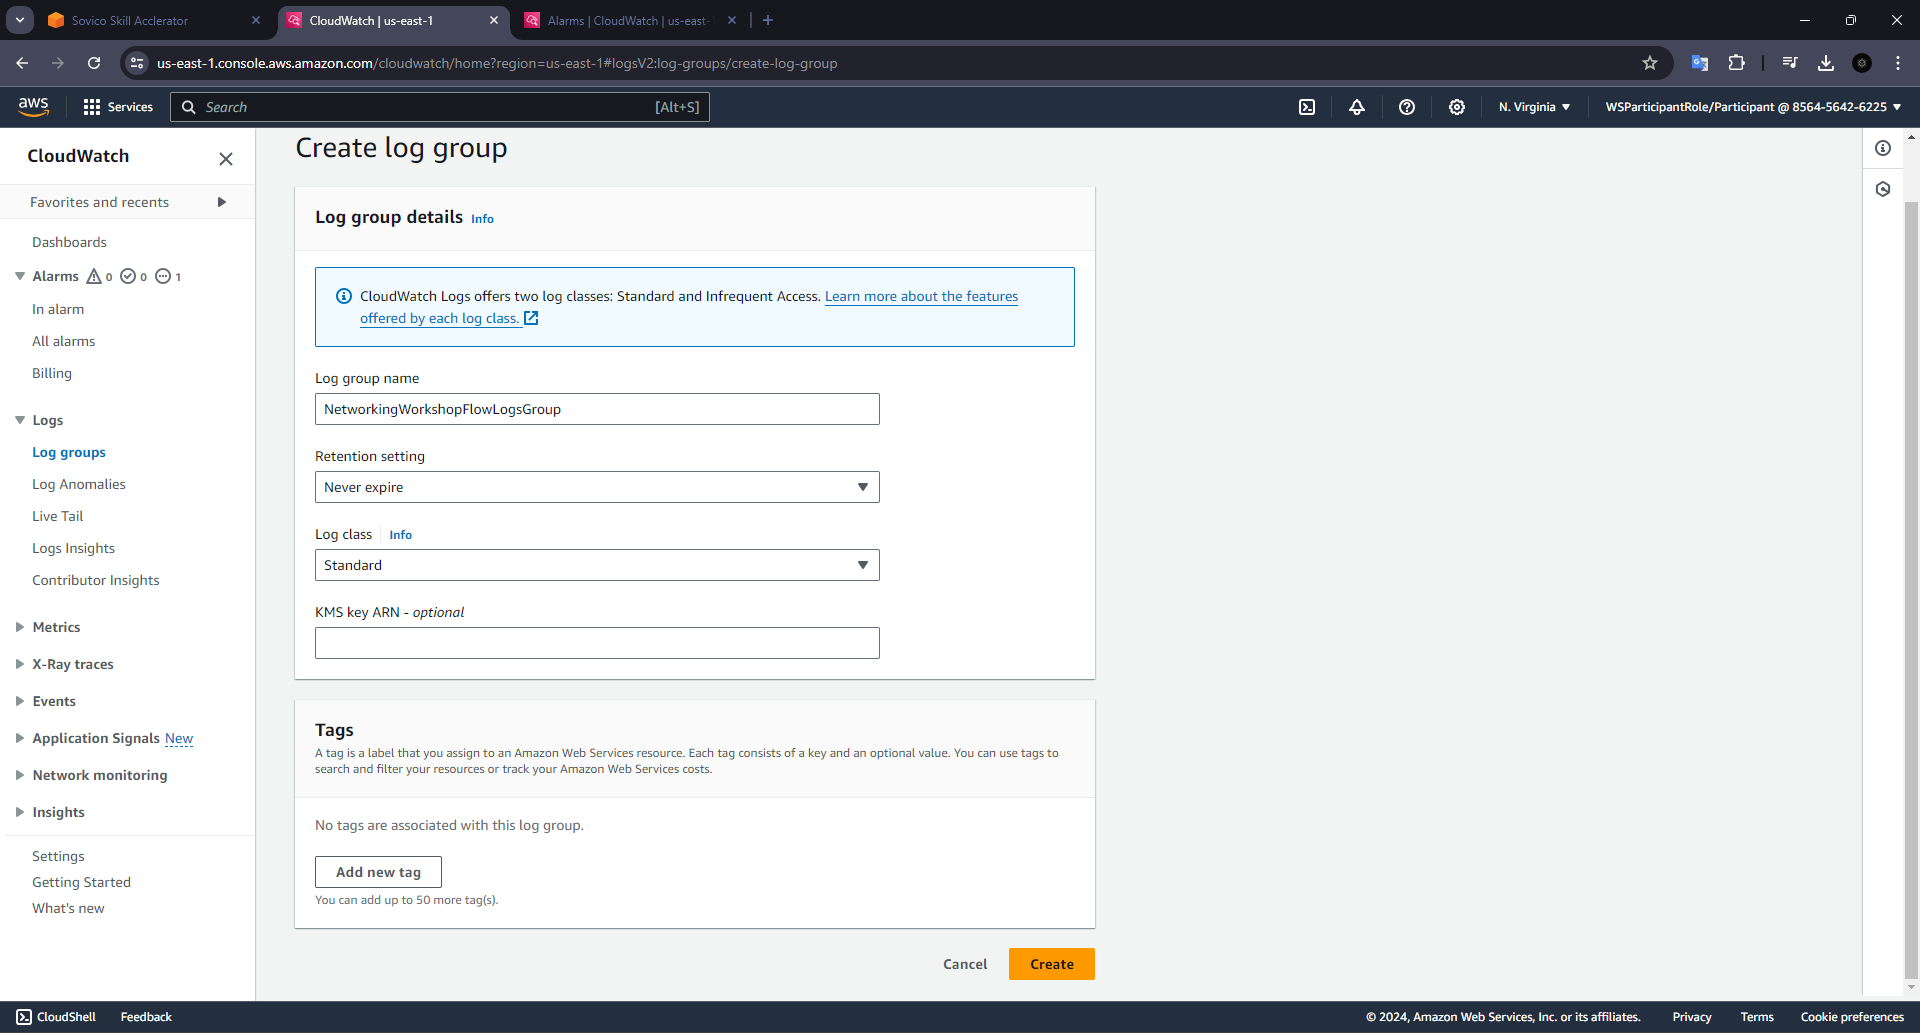 Sovico Skill Acclerator
CloudWatch | us-east-1
Alarms | CloudWatch | us-east-
us-east-1.console.aws.amazon.com/cloudwatch/home?region=us-east-1#logsV2:log-groups/create-log-group
aws
Services
Search
[Alt+S]
N. Virginia
WSParticipantRole/Participant @ 8564-5642-6225
CloudWatch
Favorites and recents
Dashboards
Alarms 0 0 1
In alarm
All alarms
Billing
Logs
Log groups
Log Anomalies
Live Tail
Logs Insights
Contributor Insights
Metrics
X-Ray traces
Events
Application Signals New
Network monitoring
Insights
Settings
Getting Started
What's new
Create log group
Log group details Info
CloudWatch Logs offers two log classes: Standard and Infrequent Access. Learn more about the features
offered by each log class.
Log group name
NetworkingWorkshopFlowLogsGroup
Retention setting
Never expire
Log class Info
Standard
KMS key ARN - optional
Tags
A tag is a label that you assign to an Amazon Web Services resource. Each tag consists of a key and an optional value. You can use tags to
search and filter your resources or track your Amazon Web Services costs.
No tags are associated with this log group.
Add new tag
You can add up to 50 more tag(s).
Cancel
Create
CloudShell
Feedback
© 2024, Amazon Web Services, Inc. or its affiliates.
Privacy
Terms
Cookie preferences